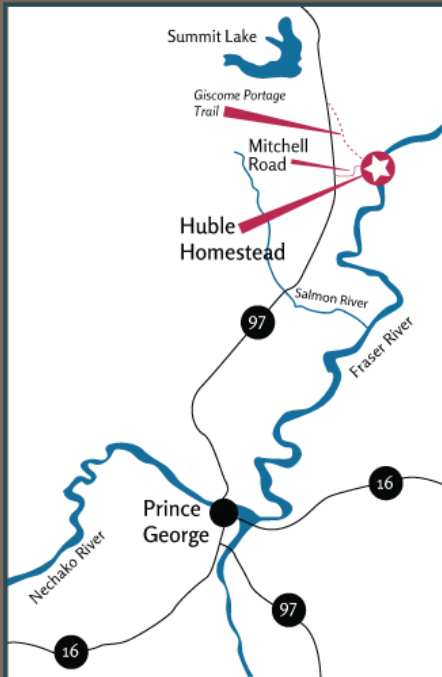 Summit Lake
Giscome Portage
Trail
Mitchell
Road
Huble
Homestead
Salmon River
97
Fraser River
16
Prince
George
Nechako River
97
16